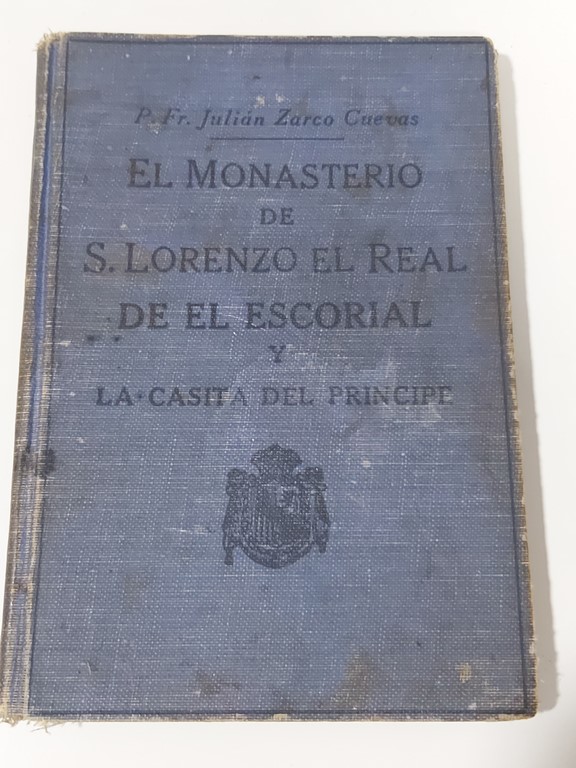 P. Fr. Julián Zarco Cuevas
EL MONASTERIO
DE
S. LORENZO EL REAL
DE EL ESCORIAL
Y
LA CASITA DEL PRINCIPE